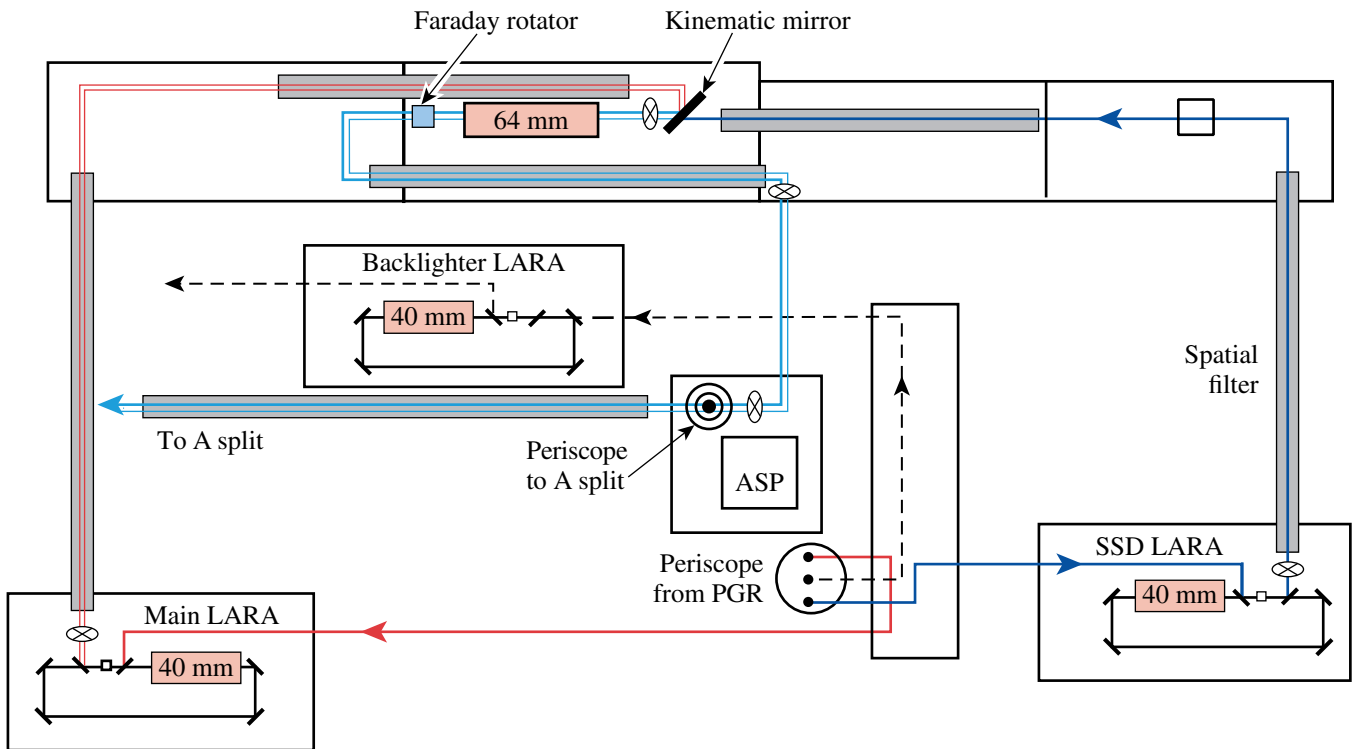 Faraday rotator
Kinematic mirror
64 mm
Backlighter LARA
40 mm
Spatial
filter
To A split
Periscope
to A split
ASP
SSD LARA
Periscope
from PGR
40 mm
Main LARA
40 mm